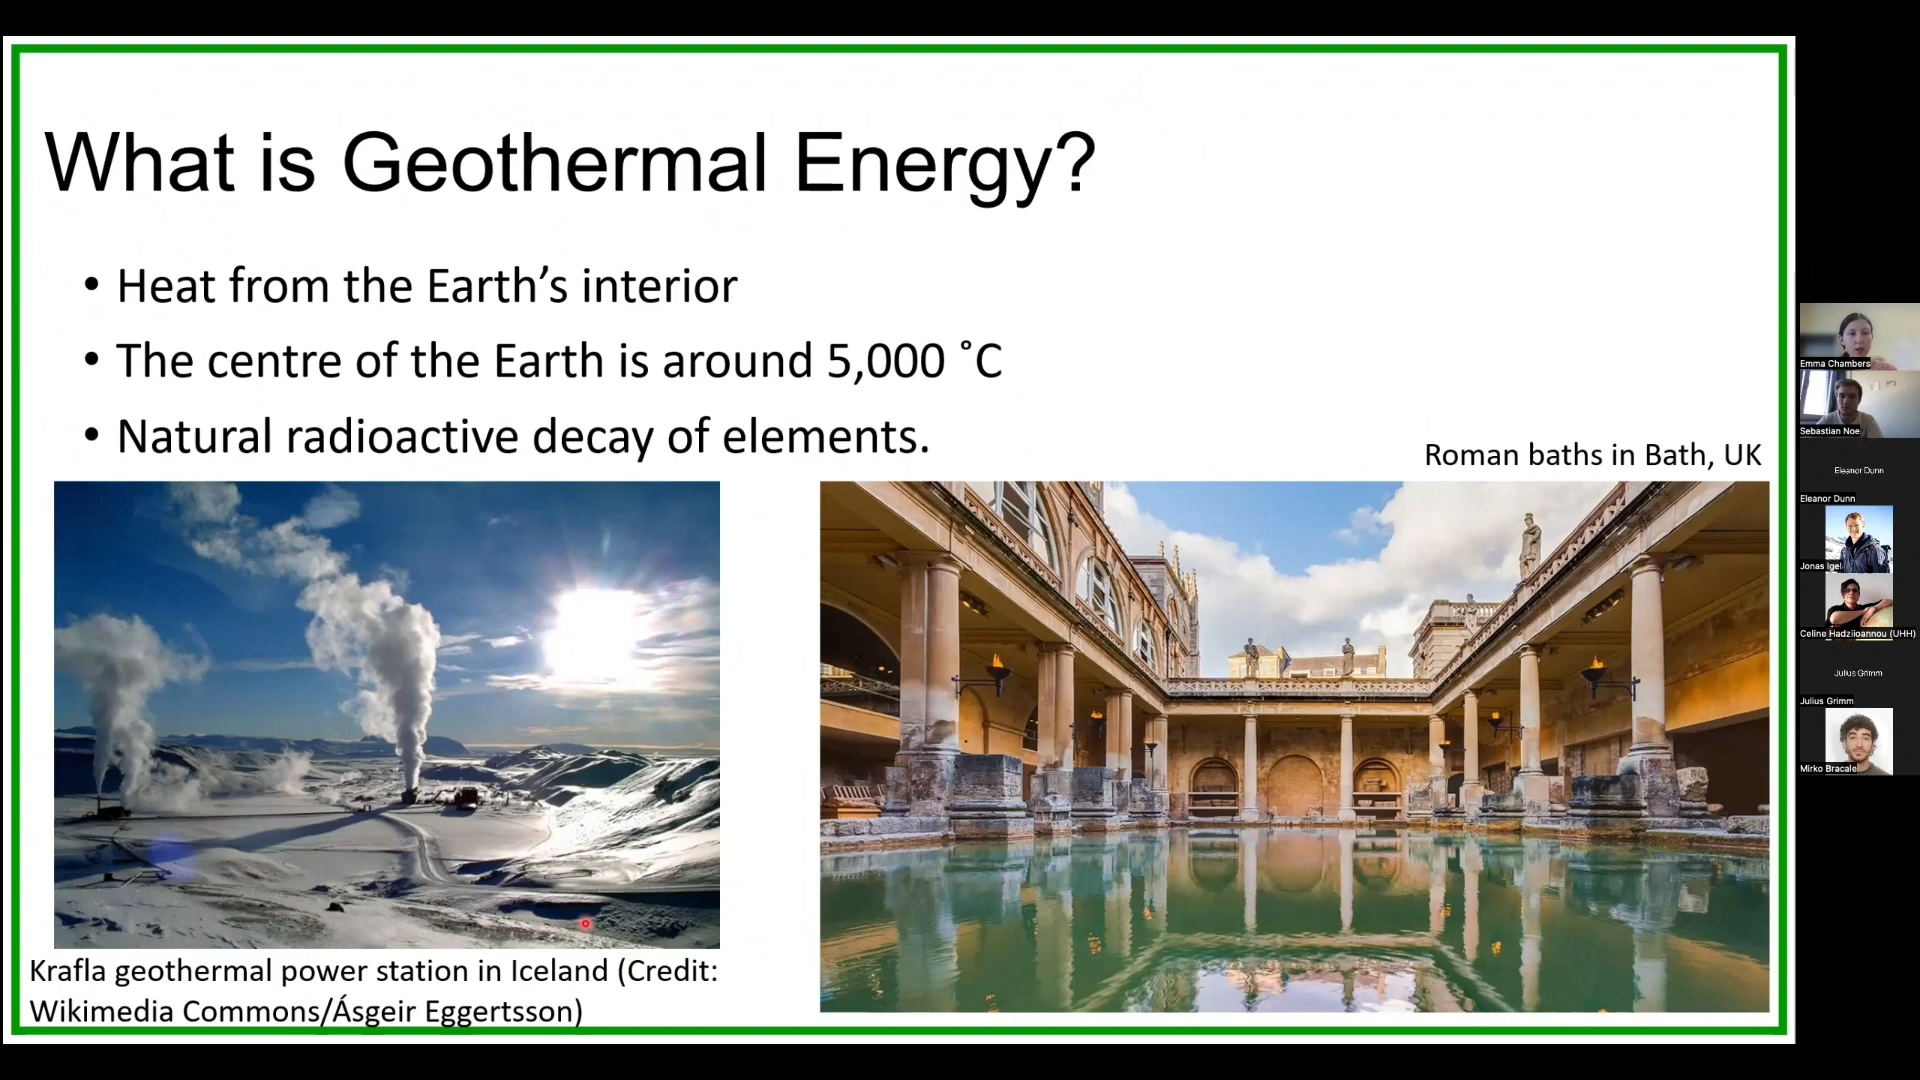 What is Geothermal Energy?
• Heat from the Earth's interior
• The centre of the Earth is around 5,000 ˚C
• Natural radioactive decay of elements.
Roman baths in Bath, UK
Krafla geothermal power station in Iceland (Credit:
Wikimedia Commons/Ásgeir Eggertsson)
Emma Chambers
Sebastian Noe
Eleanor Dunn
Eleanor Dunn
Jonas Igel
Celine Hadziioannou (UHH)
Julius Grimm
Julius Grimm
Mirko Bracale